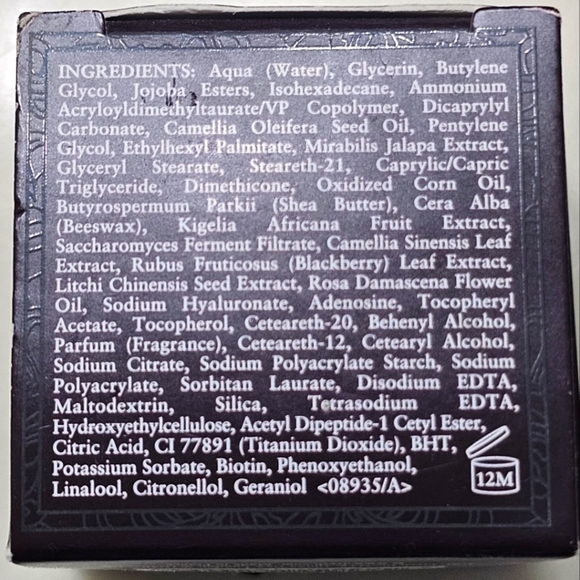 INGREDIENTS: Aqua (Water), Glycerin, Butylene
Glycol, Jojoba Esters, Isohexadecane, Ammonium
Acryloyldimethyltaurate/VP Copolymer, Dicaprylyl
Carbonate, Camellia Oleifera Seed Oil, Pentylene
Glycol, Ethylhexyl Palmitate, Mirabilis Jalapa Extract,
Glyceryl Stearate, Steareth-21, Caprylic/Capric
Triglyceride, Dimethicone, Oxidized Corn Oil,
Butyrospermum Parkii (Shea Butter), Cera Alba
(Beeswax), Kigelia Africana Fruit Extract,
Saccharomyces Ferment Filtrate, Camellia Sinensis Leaf
Extract, Rubus Fruticosus (Blackberry) Leaf Extract,
Litchi Chinensis Seed Extract, Rosa Damascena Flower
Oil, Sodium Hyaluronate, Adenosine, Tocopheryl
Acetate, Tocopherol, Ceteareth-20, Behenyl Alcohol,
Parfum (Fragrance), Ceteareth-12, Cetearyl Alcohol,
Sodium Citrate, Sodium Polyacrylate Starch, Sodium
Polyacrylate, Sorbitan Laurate, Disodium EDTA,
Maltodextrin, Silica, Tetrasodium EDTA,
Hydroxyethylcellulose, Acetyl Dipeptide-1 Cetyl Ester,
Citric Acid, CI 77891 (Titanium Dioxide), BHT,
Potassium Sorbate, Biotin, Phenoxyethanol,
Linalool, Citronellol, Geraniol <08935/A>
12M